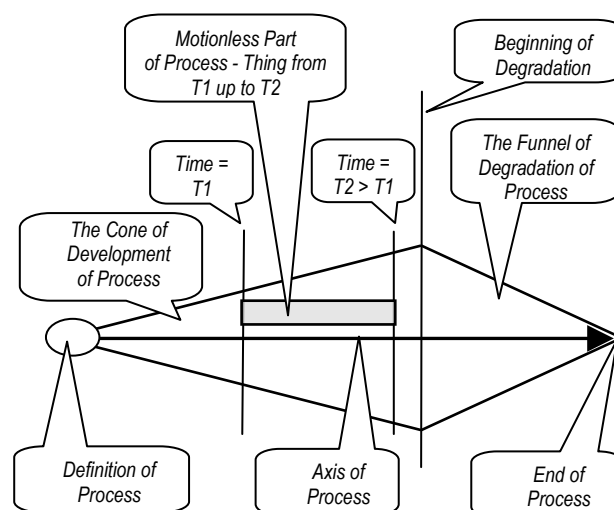 Motionless Part
of Process - Thing from
T1 up to T2
Beginning of
Degradation
Time =
T1
Time =
T2 > T1
The Funnel of
Degradation of
Process
The Cone of
Development
of Process
Definition of
Process
Axis of
Process
End of
Process